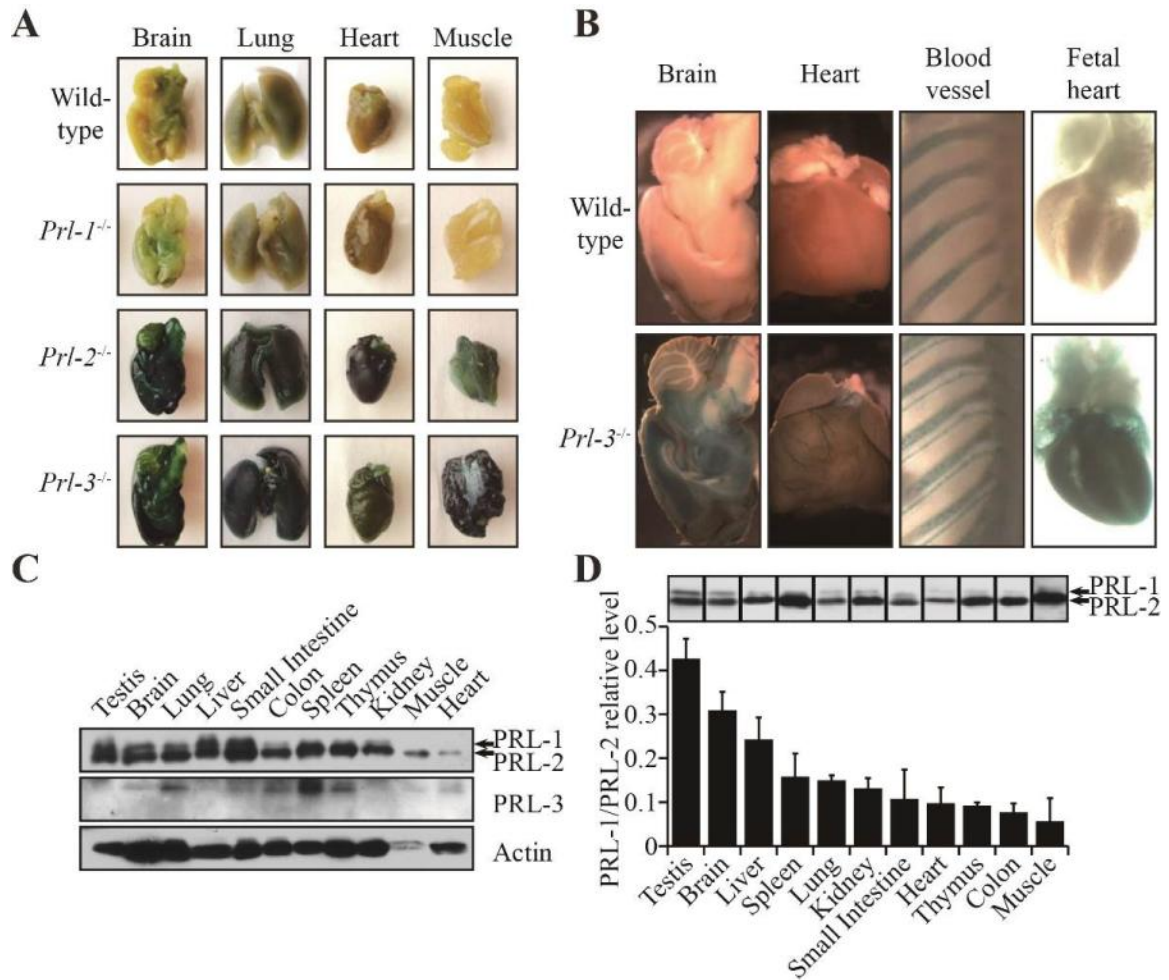 A
Brain Lung Heart Muscle
Wild-
type
Prl-1-/-
Prl-2-/-
Prl-3-/-
B
Brain Heart Blood
vessel Fetal
heart
Wild-
type
Prl-3-/-
C
Testis Brain Lung Liver Small Intestine Colon Spleen Thymus Kidney Muscle Heart
PRL-1
PRL-2
PRL-3
Actin
D
PRL-1
PRL-2
PRL-1/PRL-2 relative level
0.5
0.4
0.3
0.2
0.1
0
Testis Brain Liver Spleen Lung Kidney Small Intestine Heart Thymus Colon Muscle